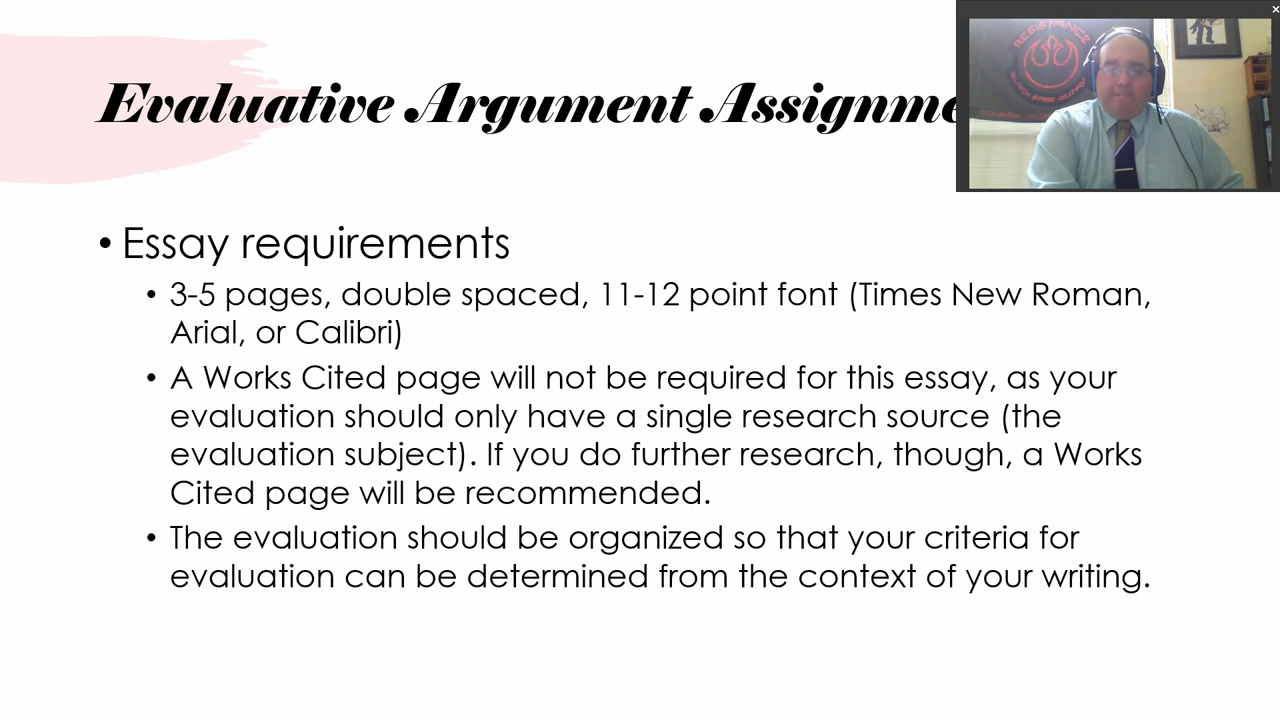 Evaluative Argument Assignme
RESISTANCE
• Essay requirements
• 3-5 pages, double spaced, 11-12 point font (Times New Roman,
Arial, or Calibri)
• A Works Cited page will not be required for this essay, as your
evaluation should only have a single research source (the
evaluation subject). If you do further research, though, a Works
Cited page will be recommended.
• The evaluation should be organized so that your criteria for
evaluation can be determined from the context of your writing.